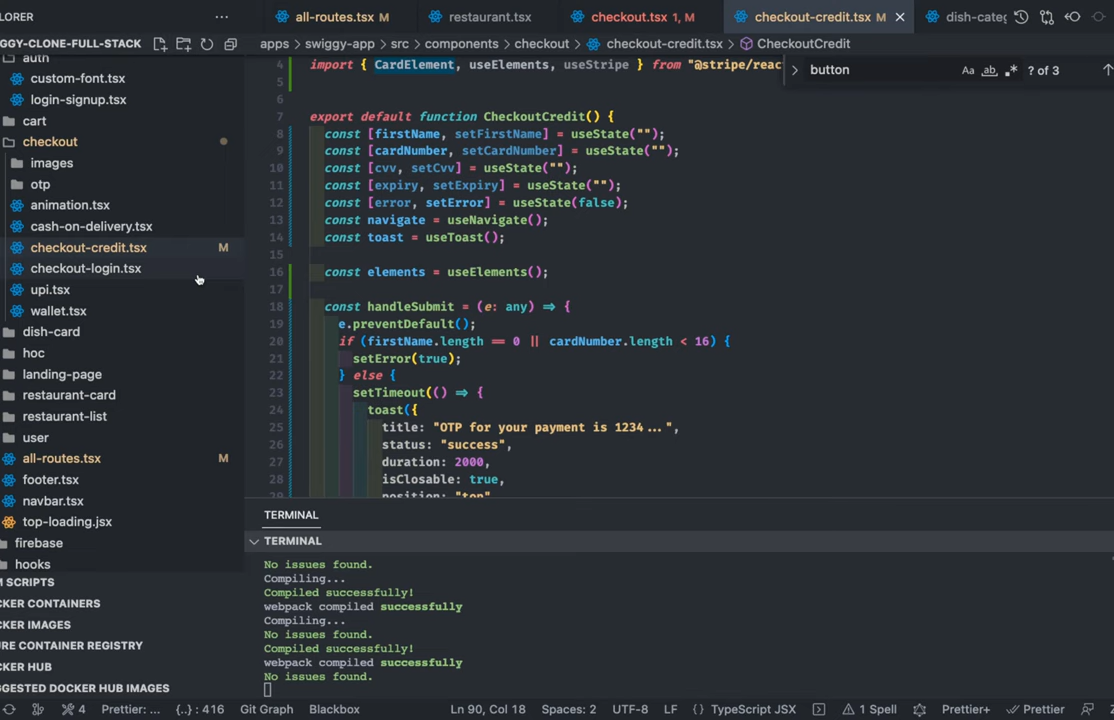 LORER ...
GGY-CLONE-FULL-STACK
auth
custom-font.tsx
login-signup.tsx
cart
checkout
images
otp
animation.tsx
cash-on-delivery.tsx
checkout-credit.tsx M
checkout-login.tsx
upi.tsx
wallet.tsx
dish-card
hoc
landing-page
restaurant-card
restaurant-list
user
all-routes.tsx M
footer.tsx
navbar.tsx
top-loading.jsx
firebase
hooks
M SCRIPTS
CKER CONTAINERS
CKER IMAGES
URE CONTAINER REGISTRY
CKER HUB
GGESTED DOCKER HUB IMAGES
all-routes.tsx M restaurant.tsx checkout.tsx 1, M checkout-credit.tsx M dish-categ
apps > swiggy-app > src > components > checkout > checkout-credit.tsx > CheckoutCredit
button Aa ab ? of 3
4 import { CardElement, useElements, useStripe } from "@stripe/reac
5
6
7 export default function CheckoutCredit() {
8 const [firstName, setFirstName] = useState("");
9 const [cardNumber, setCardNumber] = useState("");
10 const [cvv, setCvv] = useState("");
11 const [expiry, setExpiry] = useState("");
12 const [error, setError] = useState(false);
13 const navigate = useNavigate();
14 const toast = useToast();
15
16 const elements = useElements();
17
18 const handleSubmit = (e: any) => {
19 e.preventDefault();
20 if (firstName.length == 0 || cardNumber.length < 16) {
21 setError(true);
22 } else {
23 setTimeout(() => {
24 toast({
25 title: "OTP for your payment is 1234...",
26 status: "success",
27 duration: 2000,
28 isClosable: true,
29 position: "top",
TERMINAL
TERMINAL
No issues found.
Compiling...
Compiled successfully!
webpack compiled successfully
Compiling...
No issues found.
Compiled successfully!
webpack compiled successfully
No issues found.
4 Prettier: ... {..} : 416 Git Graph Blackbox Ln 90, Col 18 Spaces: 2 UTF-8 LF {} TypeScript JSX 1 Spell Prettier+ Prettier